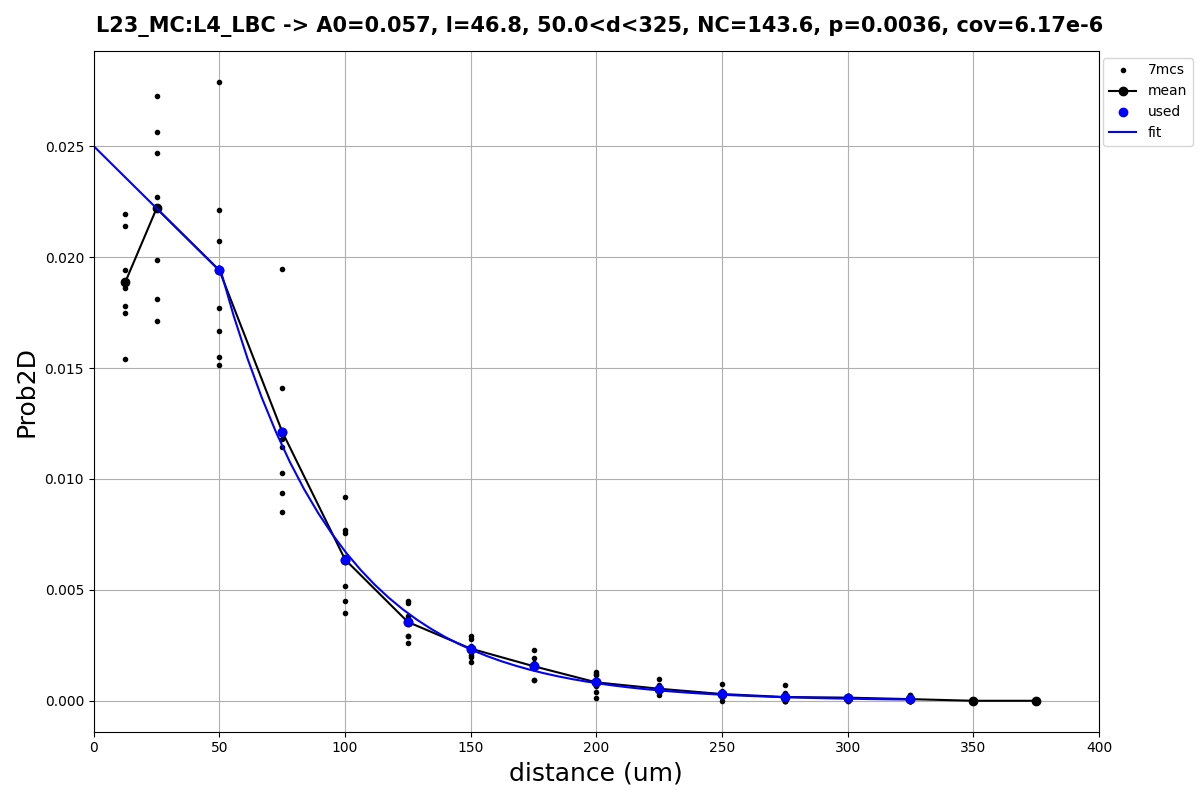 L23_MC:L4_LBC -> A0=0.057, l=46.8, 50.0<d<325, NC=143.6, p=0.0036, cov=6.17e-6
7mcs
mean
used
fit
Prob2D
0.025
0.020
0.015
0.010
0.005
0.000
0 50 100 150 200 250 300 350 400
distance (um)